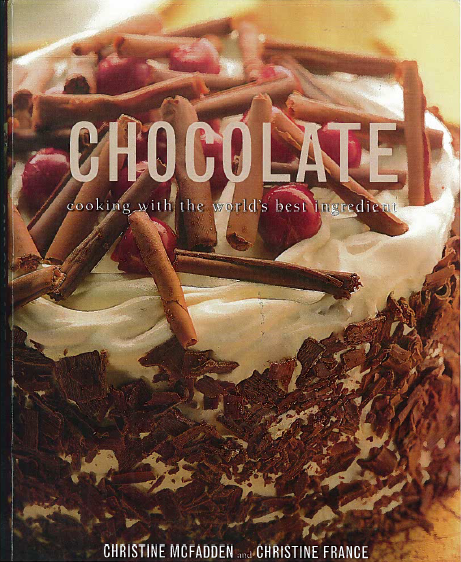 CHOCOLATE
cooking with the world's best ingredient
CHRISTINE MCFADDEN and CHRISTINE FRANCE